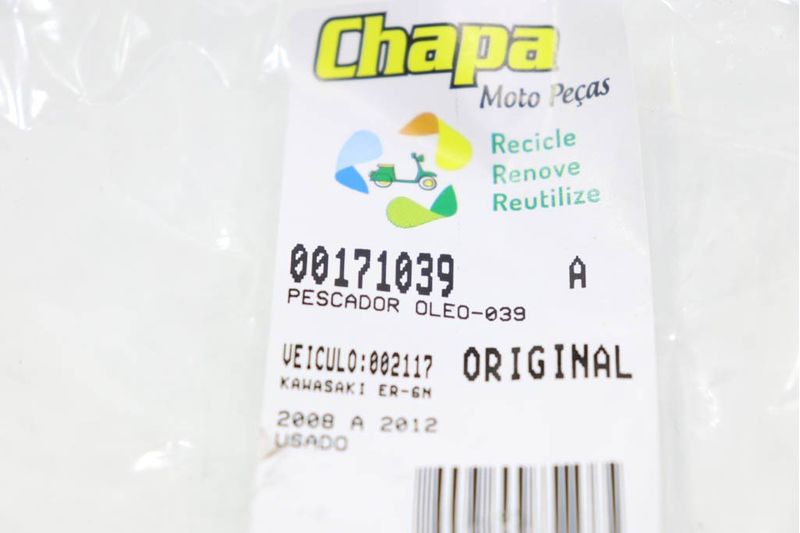 Chapa
Moto Peças
Recicle
Renove
Reutilize
00171039 A
PESCADOR OLEO-039
VEICULO:002117 ORIGINAL
KAWASAKI ER-6N
2008 A 2012
USADO